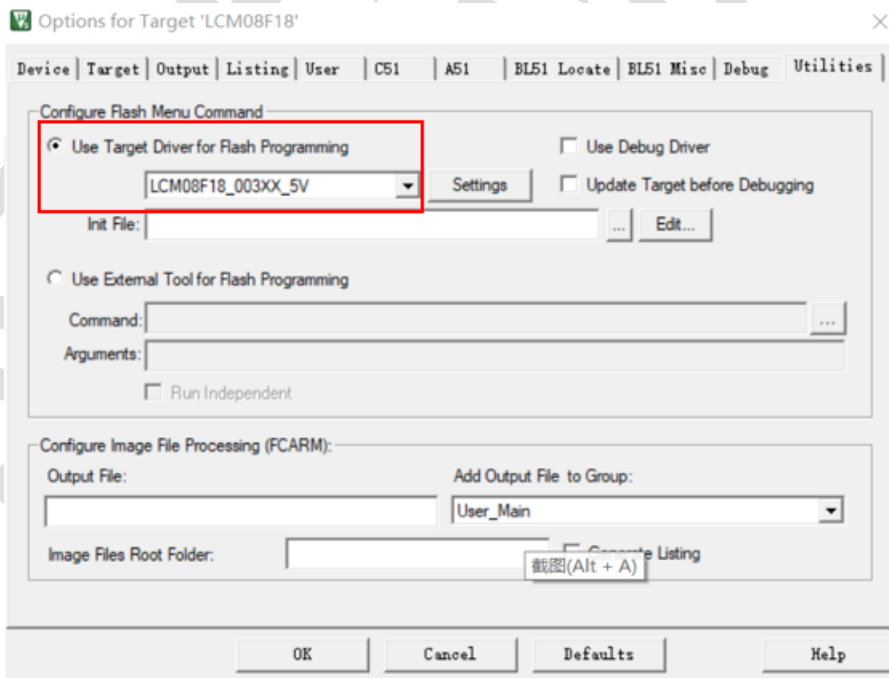 Options for Target 'LCM08F18'
Device Target Output Listing User C51 A51 BL51 Locate BL51 Misc Debug Utilities
Configure Flash Menu Command
Use Target Driver for Flash Programming Use Debug Driver
LCM08F18_003XX_5V Settings Update Target before Debugging
Init File: ... Edit...
Use External Tool for Flash Programming
Command: ...
Arguments:
Run Independent
Configure Image File Processing (FCARM):
Output File: Add Output File to Group:
User_Main
Image Files Root Folder: Generate Listing
截图(Alt + A)
OK Cancel Defaults Help